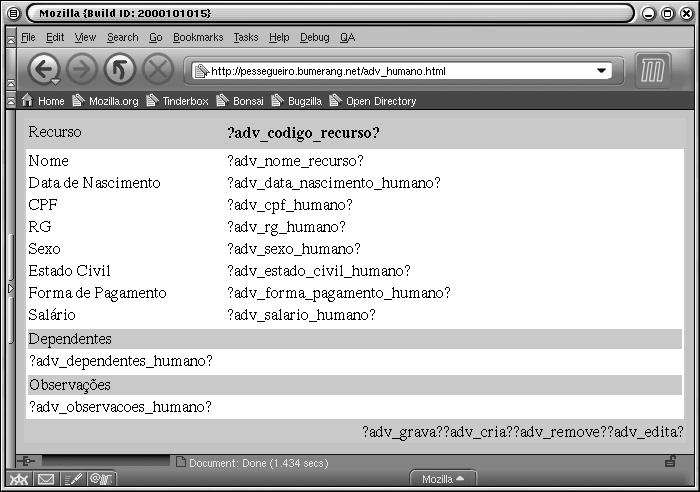 Mozilla {Build ID: 2000101015}
File Edit View Search Go Bookmarks Tasks Help Debug QA
http://pessegueiro.bumerang.net/adv_humano.html
Home Mozilla.org Tinderbox Bonsai Bugzilla Open Directory
Recurso ?adv_codigo_recurso?
Nome ?adv_nome_recurso?
Data de Nascimento ?adv_data_nascimento_humano?
CPF ?adv_cpf_humano?
RG ?adv_rg_humano?
Sexo ?adv_sexo_humano?
Estado Civil ?adv_estado_civil_humano?
Forma de Pagamento ?adv_forma_pagamento_humano?
Salário ?adv_salario_humano?
Dependentes
?adv_dependentes_humano?
Observações
?adv_observacoes_humano?
?adv_grava??adv_cria??adv_remove??adv_edita?
Document: Done (1.434 secs)
Mozilla